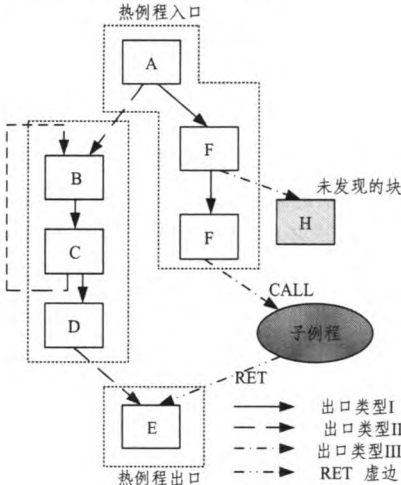 热例程入口
A
F
B
未发现的块
H
F
C
CALL
D
子例程
RET
E
出口类型I
出口类型II
出口类型III
热例程出口
RET 虚边